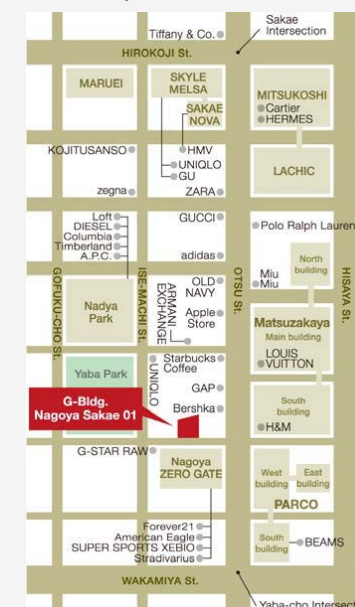 Sakae
Intersection
Tiffany & Co.
HIROKOJI St.
MARUEI
SKYLE
MELSA
SAKAE
NOVA
MITSUKOSHI
Cartier
HERMES
KOJITUSANSO
HMV
UNIQLO
GU
LACHIC
zegna
ZARA
Loft
DIESEL
Columbia
Timberland
A.P.C.
GUCCI
Polo Ralph Lauren
adidas
North
building
GOFUKU-CHO St.
ISE-MACHI St.
OTSU St.
HISAYA St.
Nadya
Park
ARMANI
EXCHANGE
OLD
NAVY
Apple
Store
Miu
Miu
Matsuzakaya
Main building
LOUIS
VUITTON
Yaba Park
UNIQLO
Starbucks
Coffee
GAP
Bershka
South
building
H&M
G-Bldg.
Nagoya Sakae 01
G-STAR RAW
Nagoya
ZERO GATE
West
building
East
building
PARCO
Forever21
American Eagle
SUPER SPORTS XEBIO
Stradivarius
South
building
BEAMS
WAKAMIYA St.
Yaba-cho Intersect